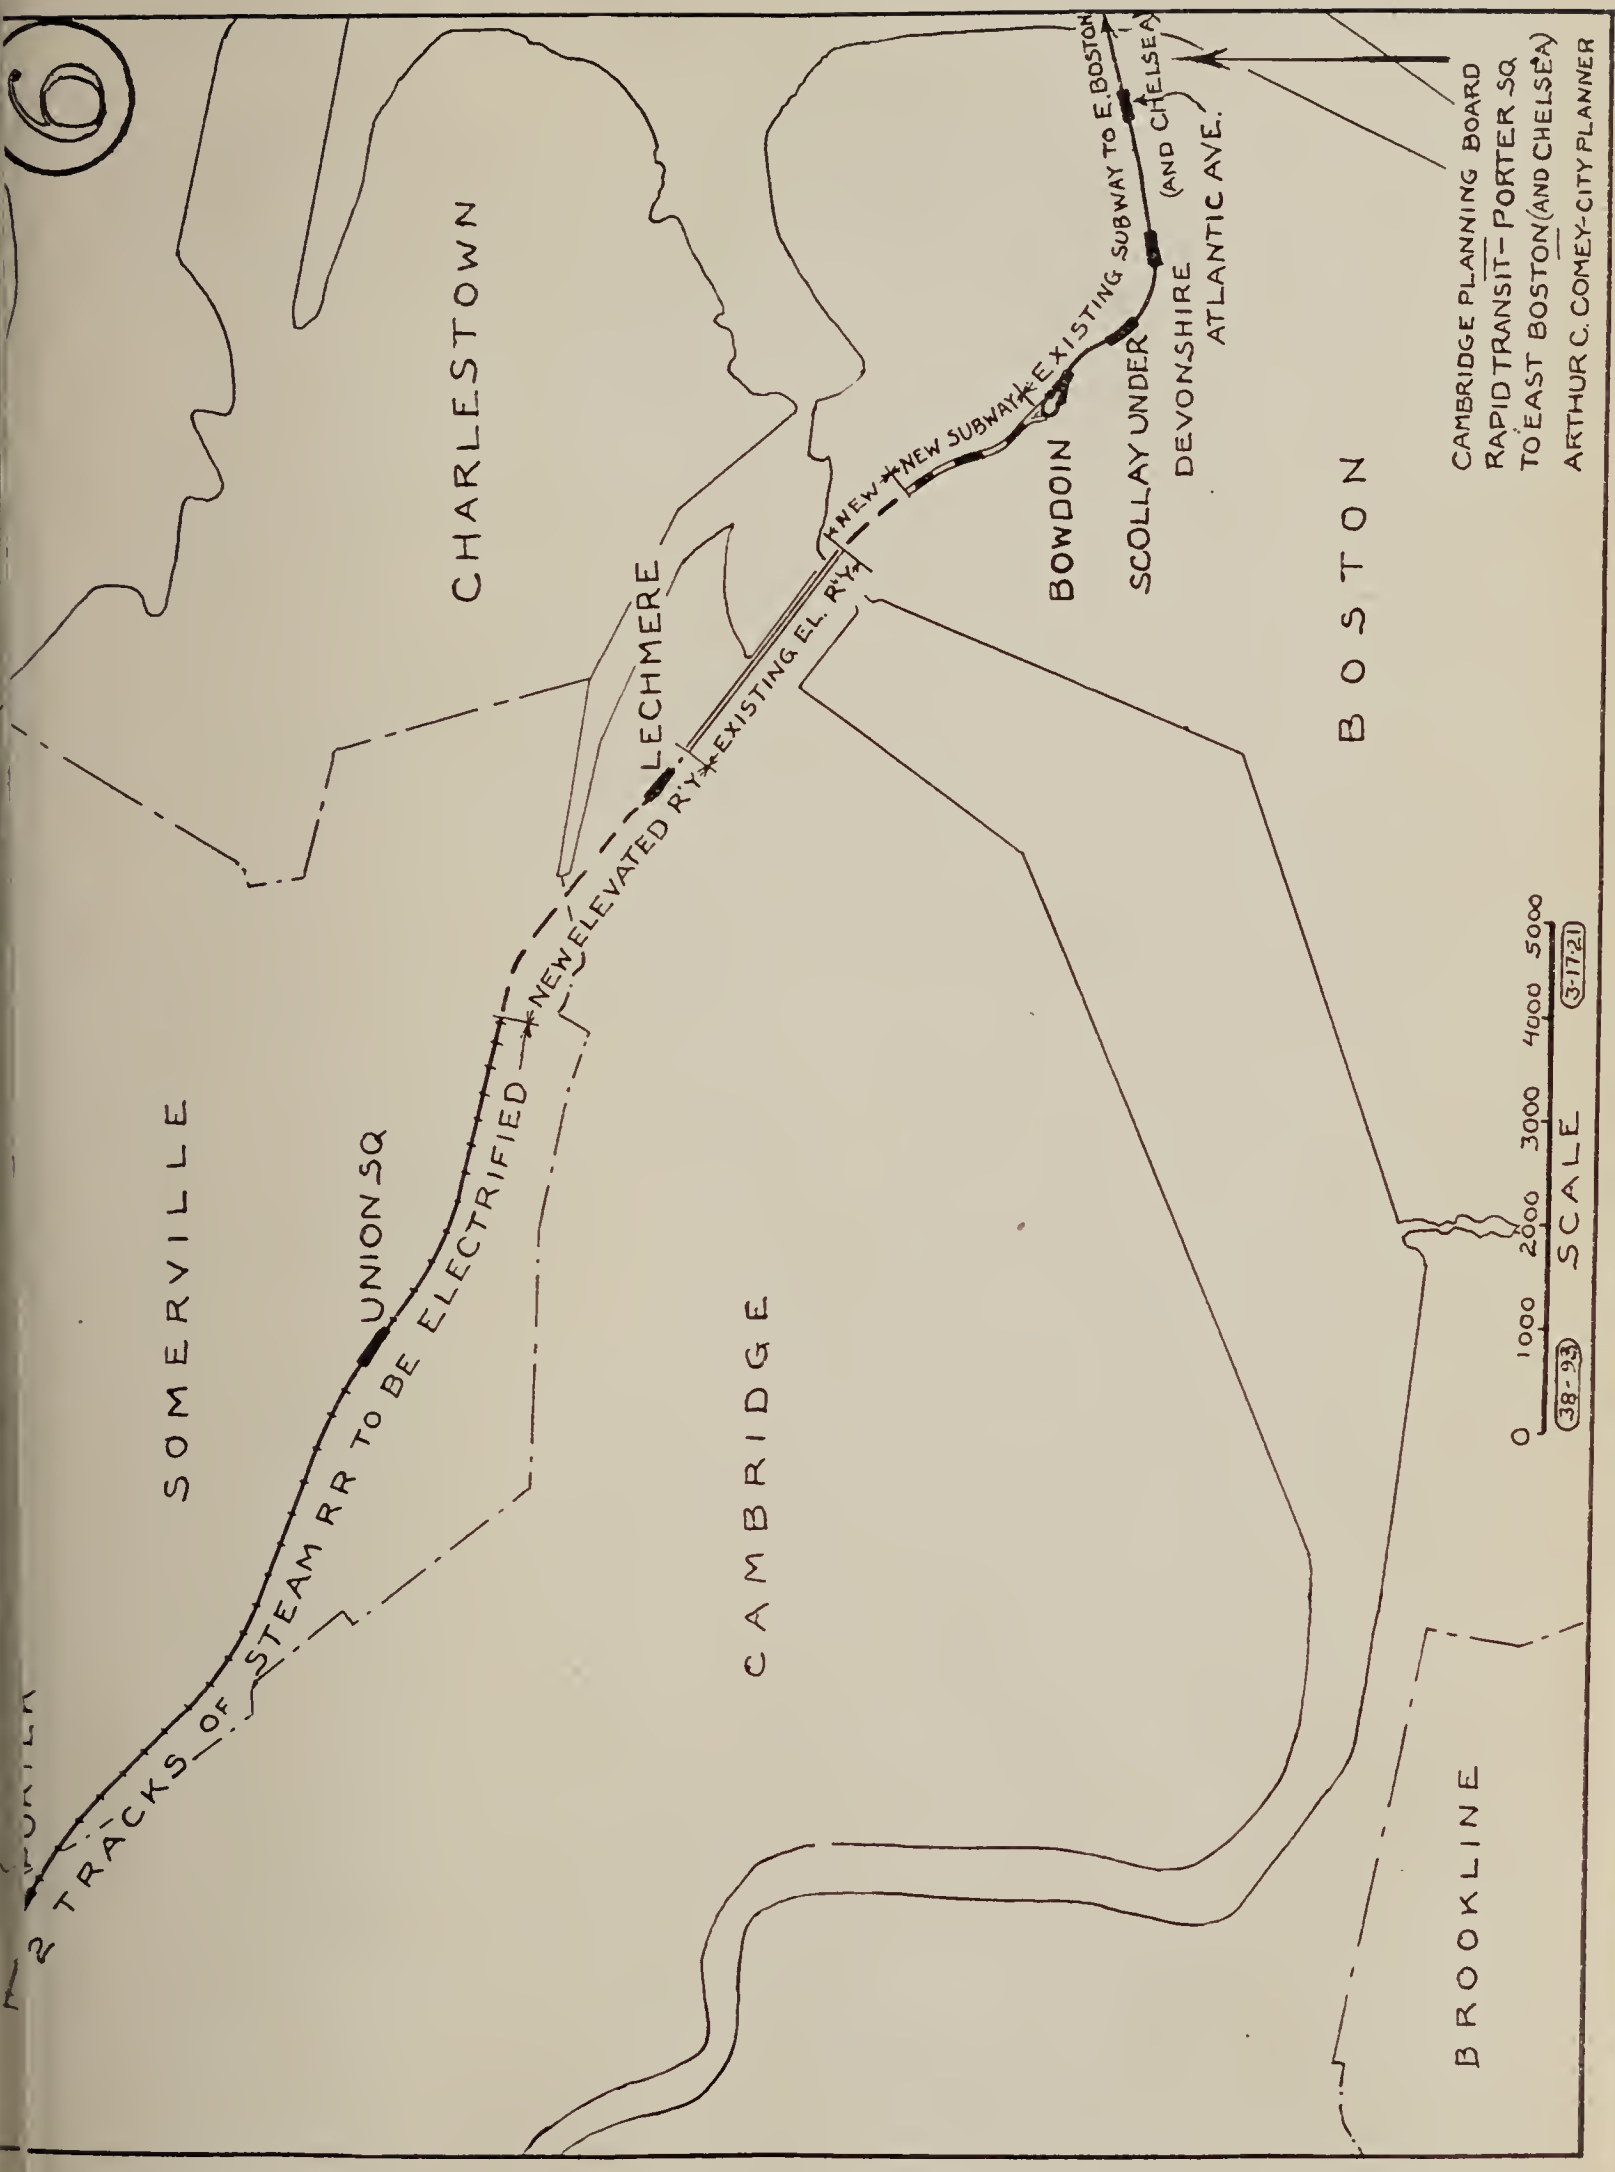 6
SOMERVILLE
CHARLESTOWN
2 TRACKS OF STEAM RR TO BE ELECTRIFIED
UNION SQ
NEW ELEVATED R'Y
LECHMERE
EXISTING EL. R'Y
NEW
NEW SUBWAY
EXISTING SUBWAY TO E. BOSTON
(AND CHELSEA)
BOWDOIN
SCOLLAY UNDER
DEVONSHIRE
ATLANTIC AVE.
CAMBRIDGE
BOSTON
BROOKLINE
CAMBRIDGE PLANNING BOARD
RAPID TRANSIT-PORTER SQ
TO EAST BOSTON (AND CHELSEA)
ARTHUR C. COMEY-CITY PLANNER
0 1000 2000 3000 4000 5000
38-93 SCALE 3-17-21